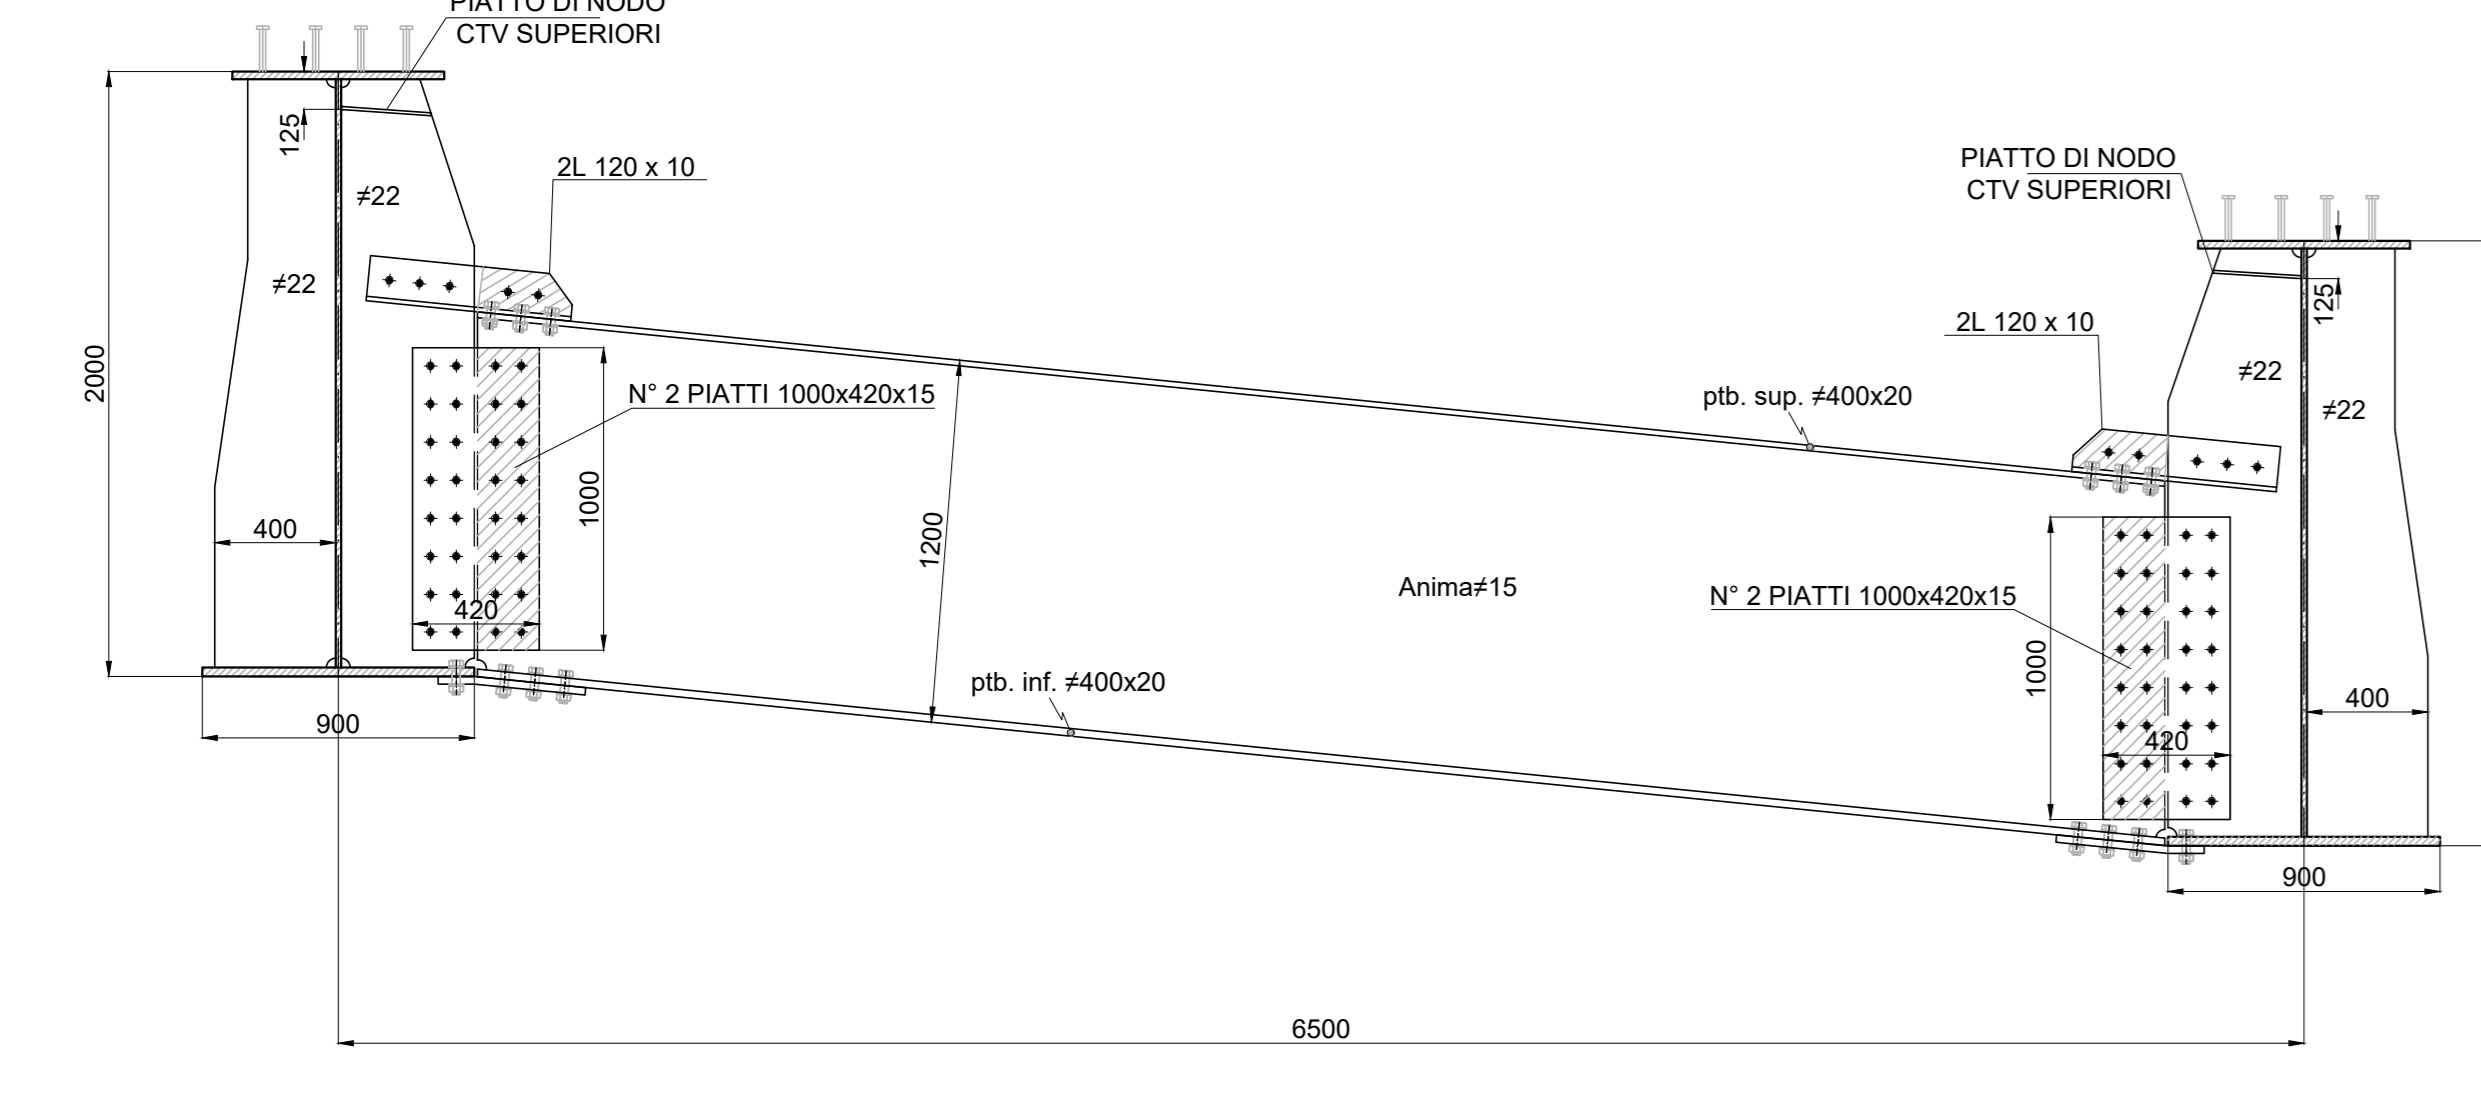 PIATTO DI NODO
CTV SUPERIORI
125
≠22
2L 120 x 10
≠22
2000
N° 2 PIATTI 1000x420x15
1000
400
420
900
1200
ptb. sup. ≠400x20
Anima≠15
ptb. inf. ≠400x20
PIATTO DI NODO
CTV SUPERIORI
125
2L 120 x 10
≠22
≠22
N° 2 PIATTI 1000x420x15
1000
400
420
900
6500